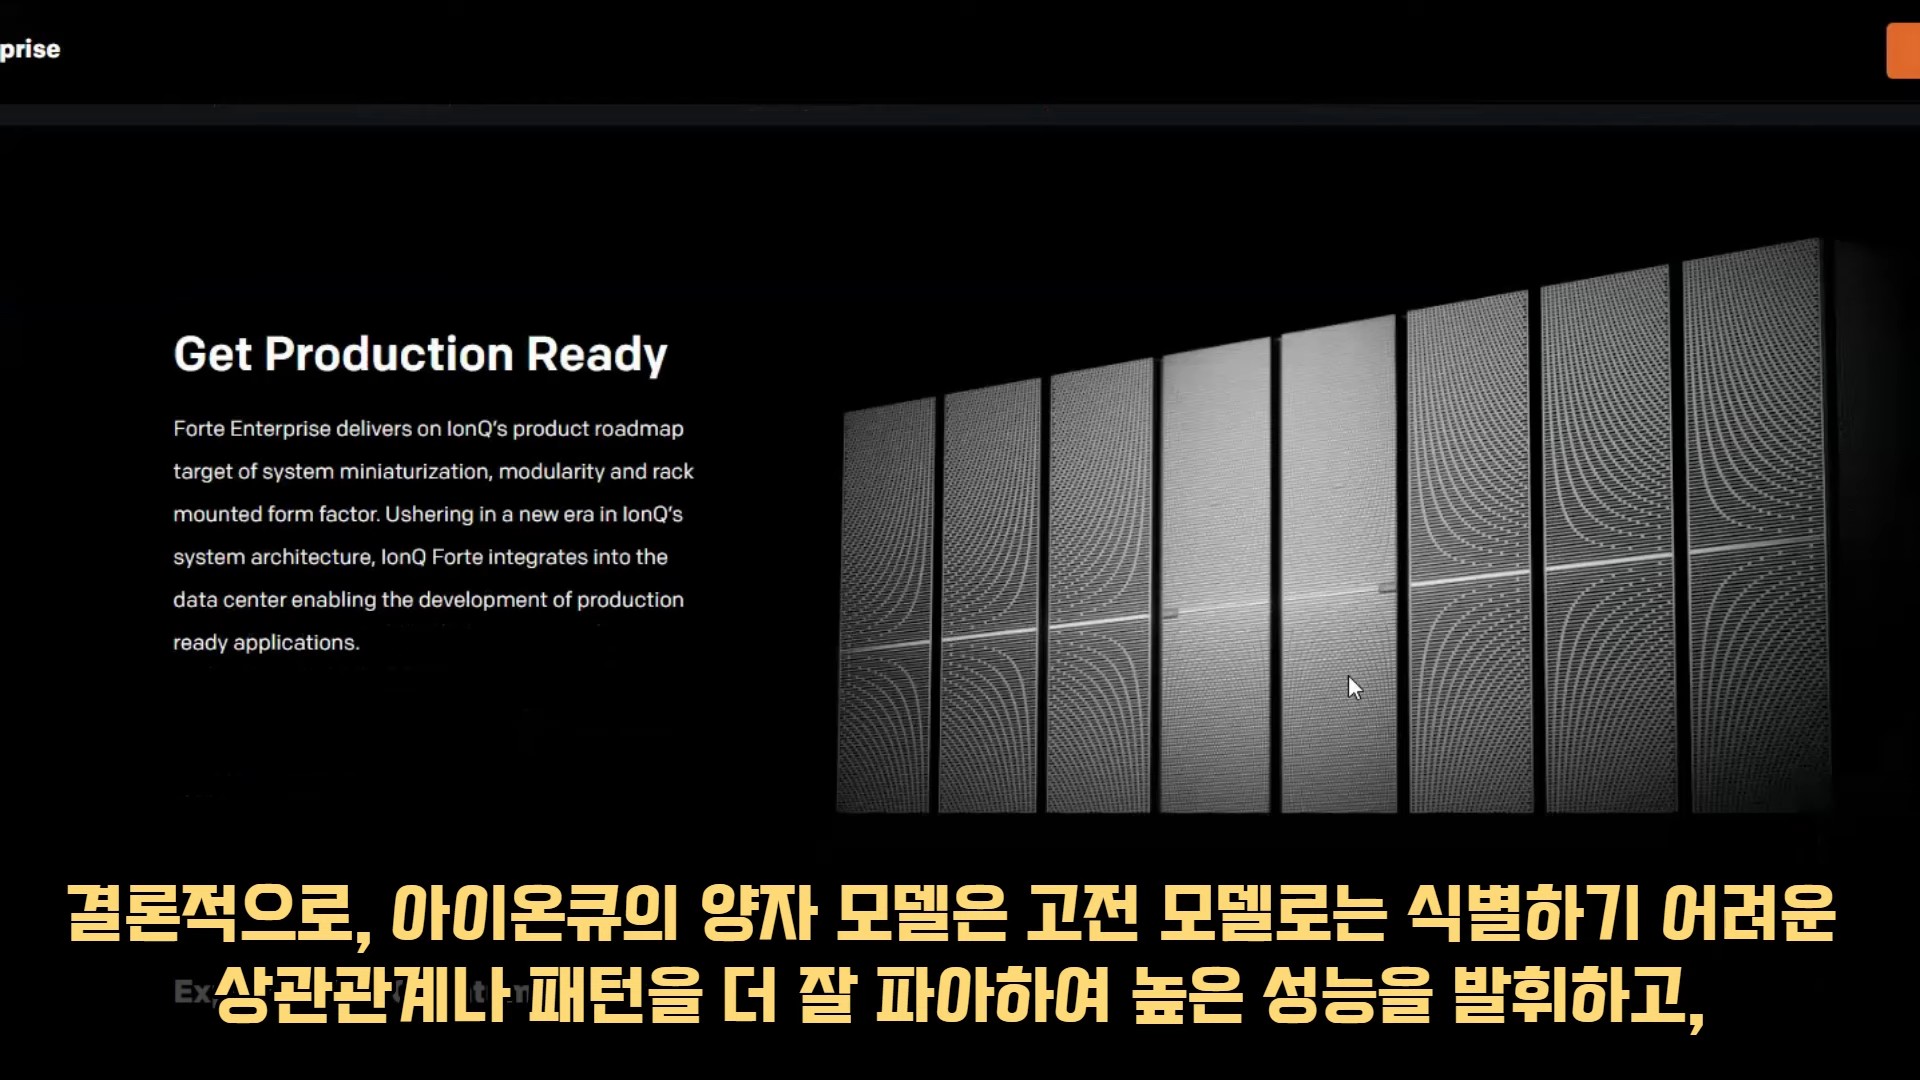 prise
Get Production Ready
Forte Enterprise delivers on IonQ's product roadmap
target of system miniaturization, modularity and rack
mounted form factor. Ushering in a new era in IonQ's
system architecture, IonQ Forte integrates into the
data center enabling the development of production
ready applications.
결론적으로, 아이온큐의 양자 모델은 고전 모델로는 식별하기 어려운
상관관계나 패턴을 더 잘 파아하여 높은 성능을 발휘하고,